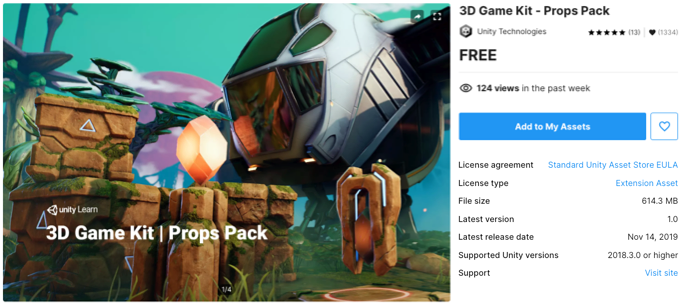 3D Game Kit - Props Pack
Unity Technologies
(13) | (1334)
FREE
124 views in the past week
Add to My Assets
License agreement Standard Unity Asset Store EULA
License type Extension Asset
File size 614.3 MB
Latest version 1.0
Latest release date Nov 14, 2019
Supported Unity versions 2018.3.0 or higher
Support Visit site
unity Learn
3D Game Kit | Props Pack
1/4